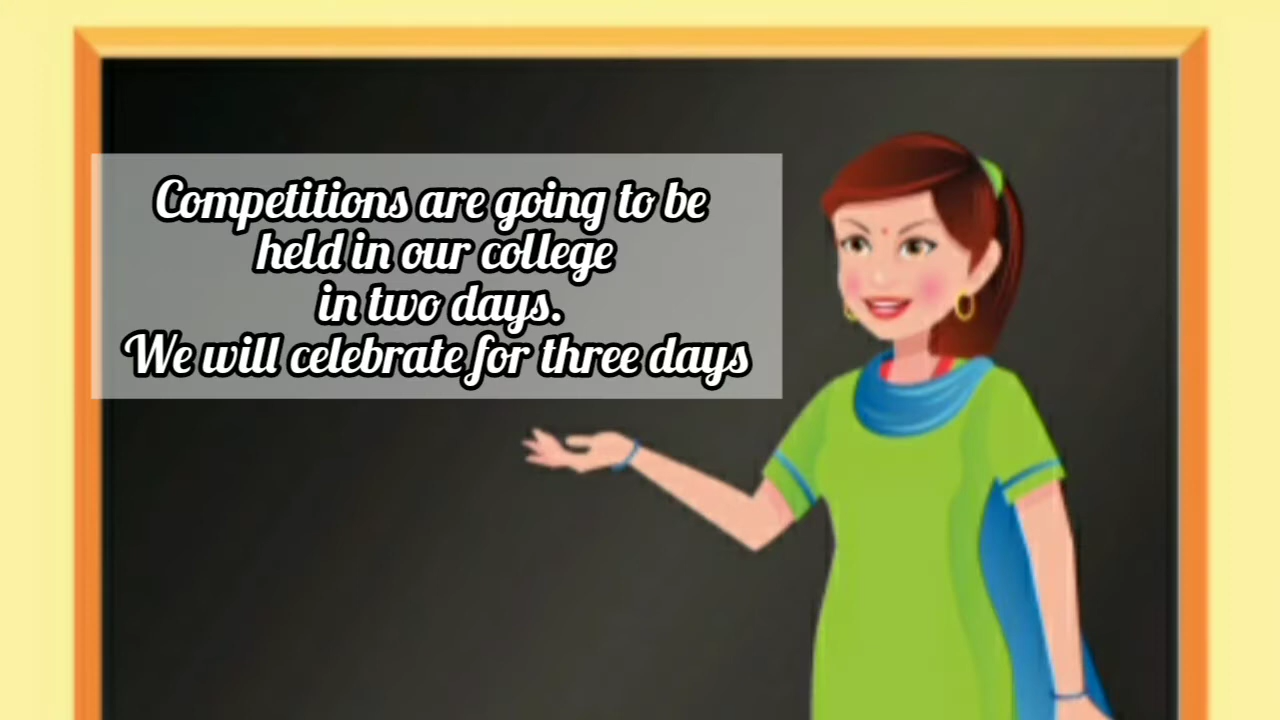 Competitions are going to be
held in our college
in two days.
We will celebrate for three days